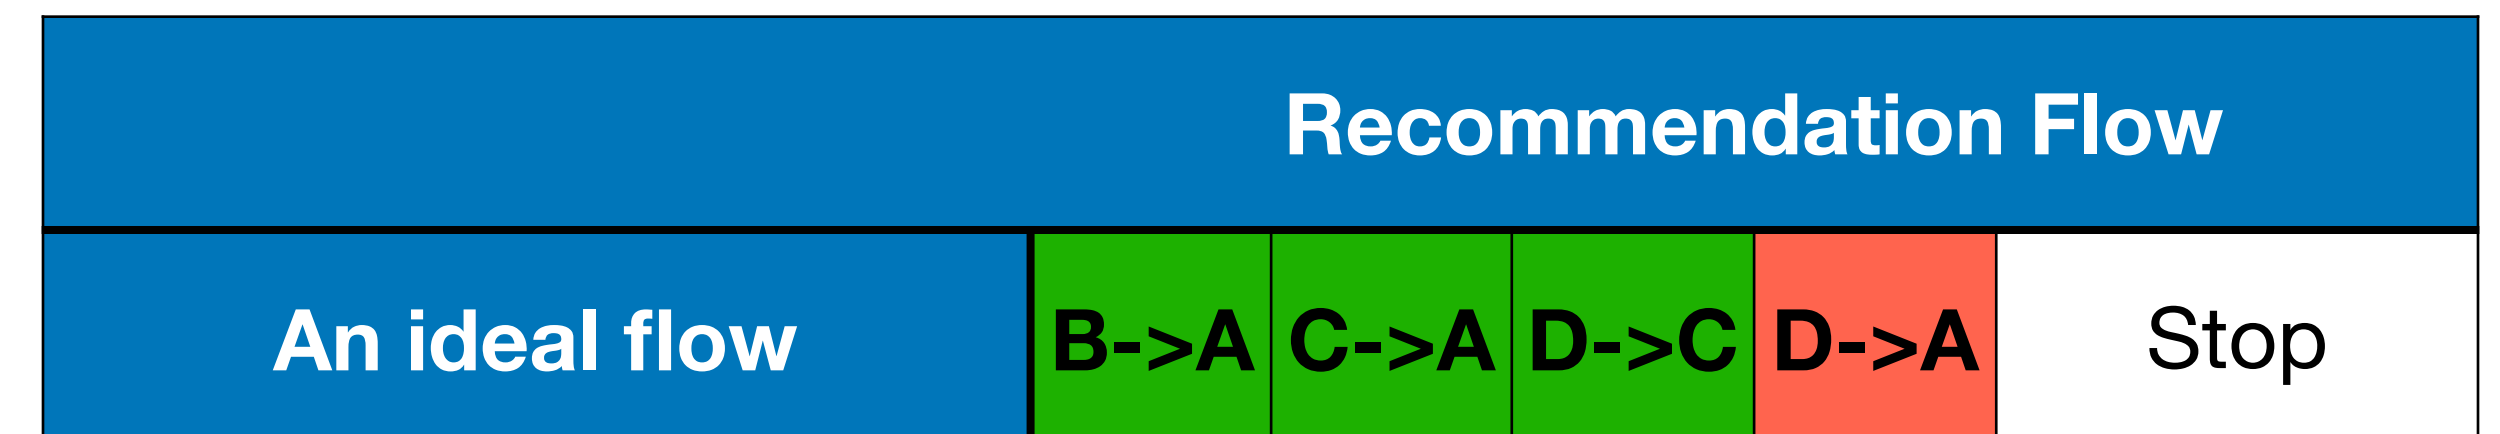 Recommendation Flow
An ideal flow B->A C->A D->C D->A Stop